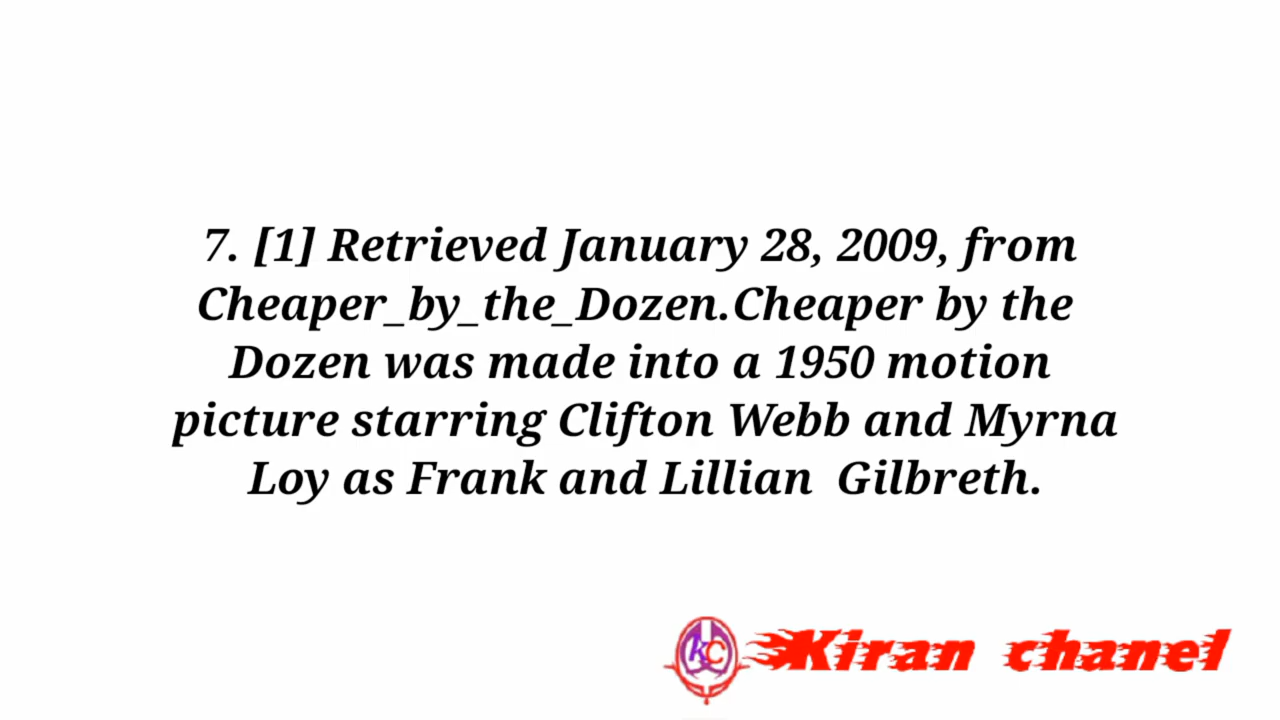 7. [1] Retrieved January 28, 2009, from
Cheaper_by_the_Dozen.Cheaper by the
Dozen was made into a 1950 motion
picture starring Clifton Webb and Myrna
Loy as Frank and Lillian Gilbreth.
KC Kiran chanel